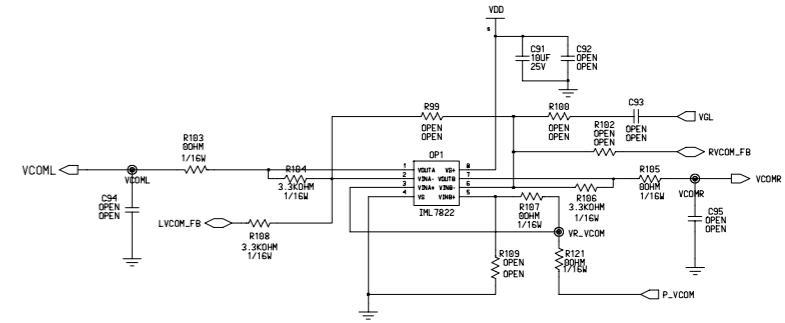 VDD
s
C91
10UF
25V
C92
OPEN
OPEN
R99
OPEN
OPEN
R100
OPEN
OPEN
C93
OPEN
OPEN
VGL
R102
OPEN
OPEN
RVCOM_FB
R103
0OHM
1/16W
VCOML
VCOML
C94
OPEN
OPEN
R104
3.3KOHM
1/16W
LVCOM_FB
R108
3.3KOHM
1/16W
OP1
1 VOUTA VS+ 8
2 VINA- VOUTB 7
3 VINA+ VINB- 6
4 VS VINB+ 5
IML7822
R105
0OHM
1/16W
VCOMR
VCOMR
R106
3.3KOHM
1/16W
R107
0OHM
1/16W
C95
OPEN
OPEN
VR_VCOM
R109
OPEN
OPEN
R121
0OHM
1/16W
P_VCOM